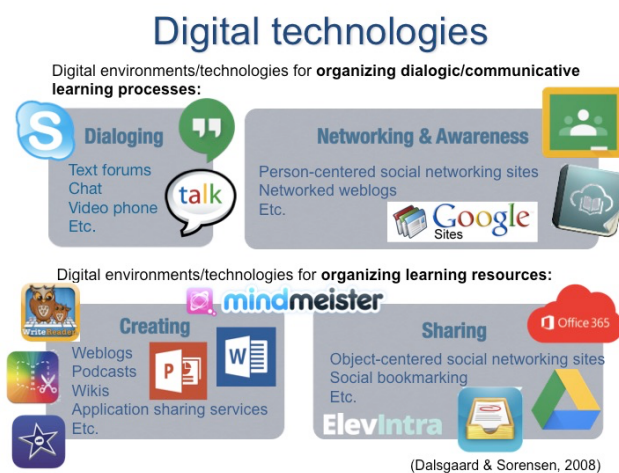 Digital technologies
Digital environments/technologies for organizing dialogic/communicative
learning processes:
Dialoging
Text forums
Chat
Video phone
Etc.
talk
Networking & Awareness
Person-centered social networking sites
Networked weblogs
Etc.
Google
Sites
Digital environments/technologies for organizing learning resources:
mindmeister
WriteReader
Creating
Weblogs
Podcasts
Wikis
Application sharing services
Etc.
P
W
Sharing
Office 365
Object-centered social networking sites
Social bookmarking
Etc.
ElevIntra
(Dalsgaard & Sorensen, 2008)